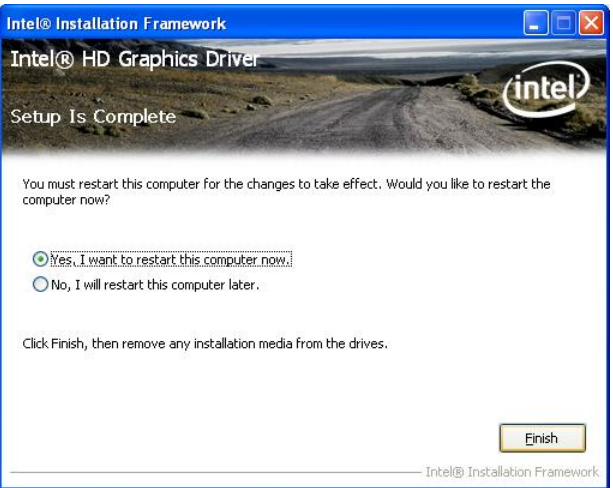 Intel® Installation Framework
Intel® HD Graphics Driver
intel
Setup Is Complete
You must restart this computer for the changes to take effect. Would you like to restart the
computer now?
Yes, I want to restart this computer now.
No, I will restart this computer later.
Click Finish, then remove any installation media from the drives.
Finish
Intel® Installation Framework